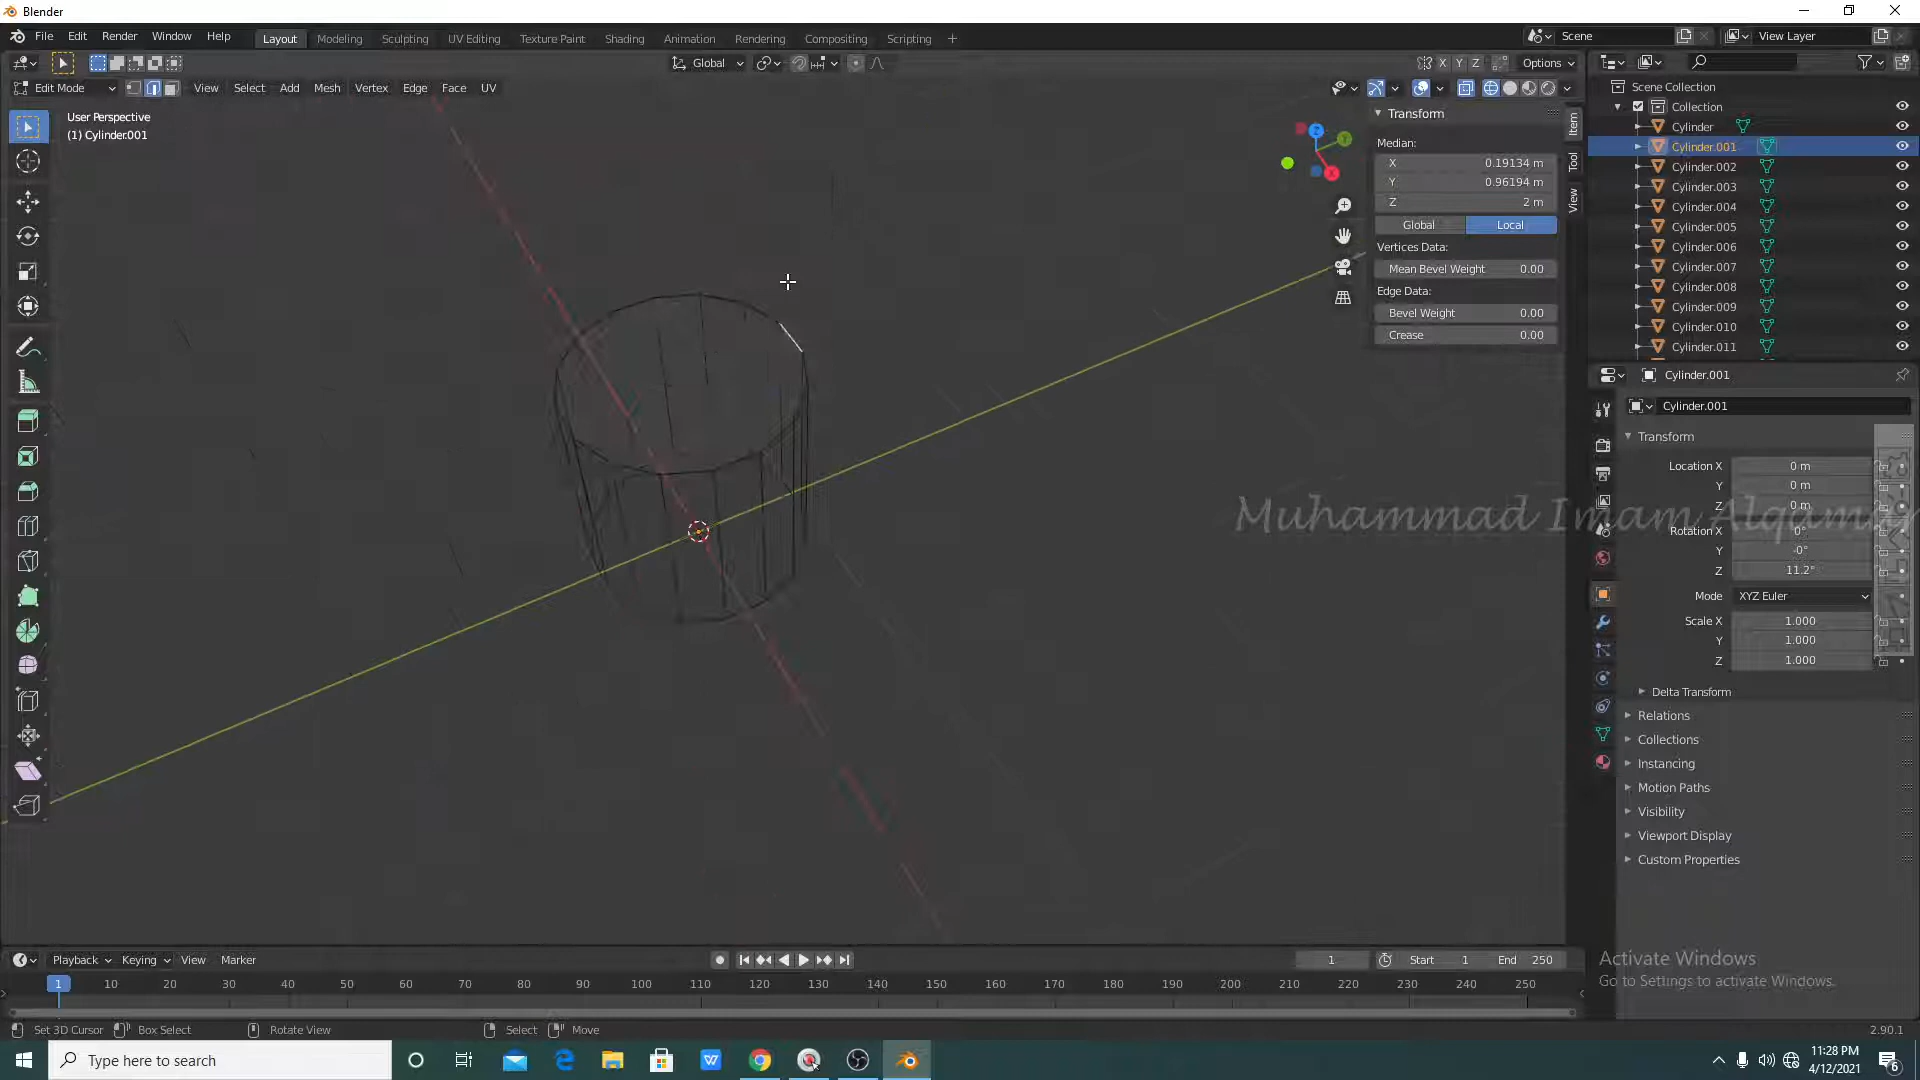 Blender
File Edit Render Window Help
Layout Modeling Sculpting UV Editing Texture Paint Shading Animation Rendering Compositing Scripting
Scene
View Layer
Global
X Y Z
Options
Edit Mode
View Select Add Mesh Vertex Edge Face UV
User Perspective
(1) Cylinder.001
Z
Y
X
Transform
Median:
X 0.19134 m
Y 0.96194 m
Z 2 m
Global Local
Vertices Data:
Mean Bevel Weight 0.00
Edge Data:
Bevel Weight 0.00
Crease 0.00
Item
Tool
View
Scene Collection
Collection
Cylinder
Cylinder.001
Cylinder.002
Cylinder.003
Cylinder.004
Cylinder.005
Cylinder.006
Cylinder.007
Cylinder.008
Cylinder.009
Cylinder.010
Cylinder.011
Cylinder.001
Cylinder.001
Transform
Location X 0 m
Y 0 m
Z 0 m
Muhammad Imam Alqamar
Rotation X 0°
Y -0°
Z 11.2°
Mode XYZ Euler
Scale X 1.000
Y 1.000
Z 1.000
Delta Transform
Relations
Collections
Instancing
Motion Paths
Visibility
Viewport Display
Custom Properties
Activate Windows
Go to Settings to activate Windows.
Playback Keying View Marker
1
Start 1
End 250
1 10 20 30 40 50 60 70 80 90 100 110 120 130 140 150 160 170 180 190 200 210 220 230 240 250
Set 3D Cursor Box Select Rotate View Select Move
2.90.1
Type here to search
11:28 PM
4/12/2021
6